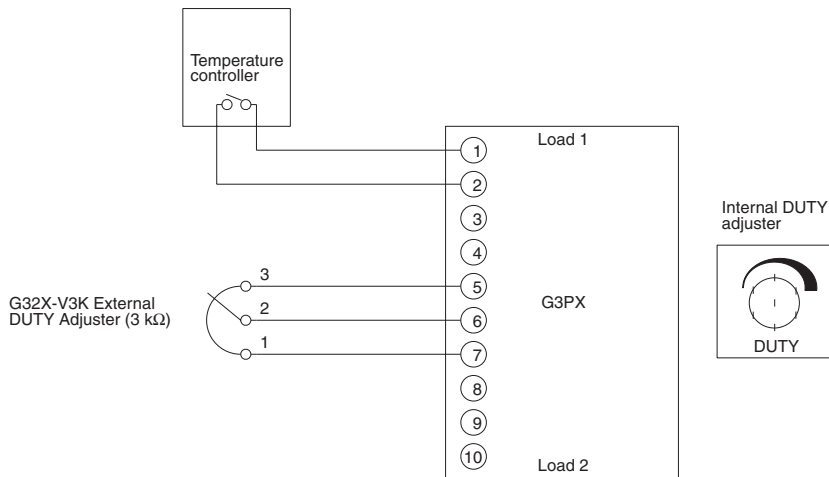 Temperature
controller
Load 1
1
2
3
4
5
6
7
8
9
10
G3PX
Load 2
3
2
1
G32X-V3K External
DUTY Adjuster (3 kΩ)
Internal DUTY
adjuster
DUTY